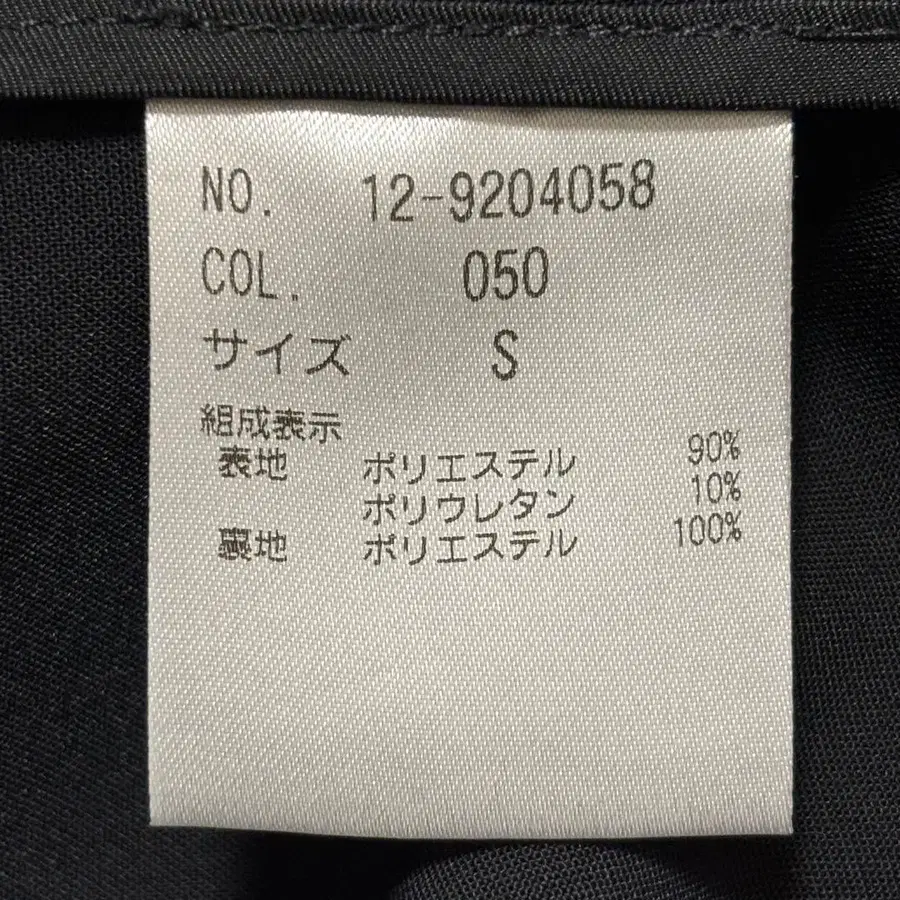 NO. 12-9204058
COL. 050
サイズ S
組成表示
表地 ポリエステル 90%
ポリウレタン 10%
裏地 ポリエステル 100%